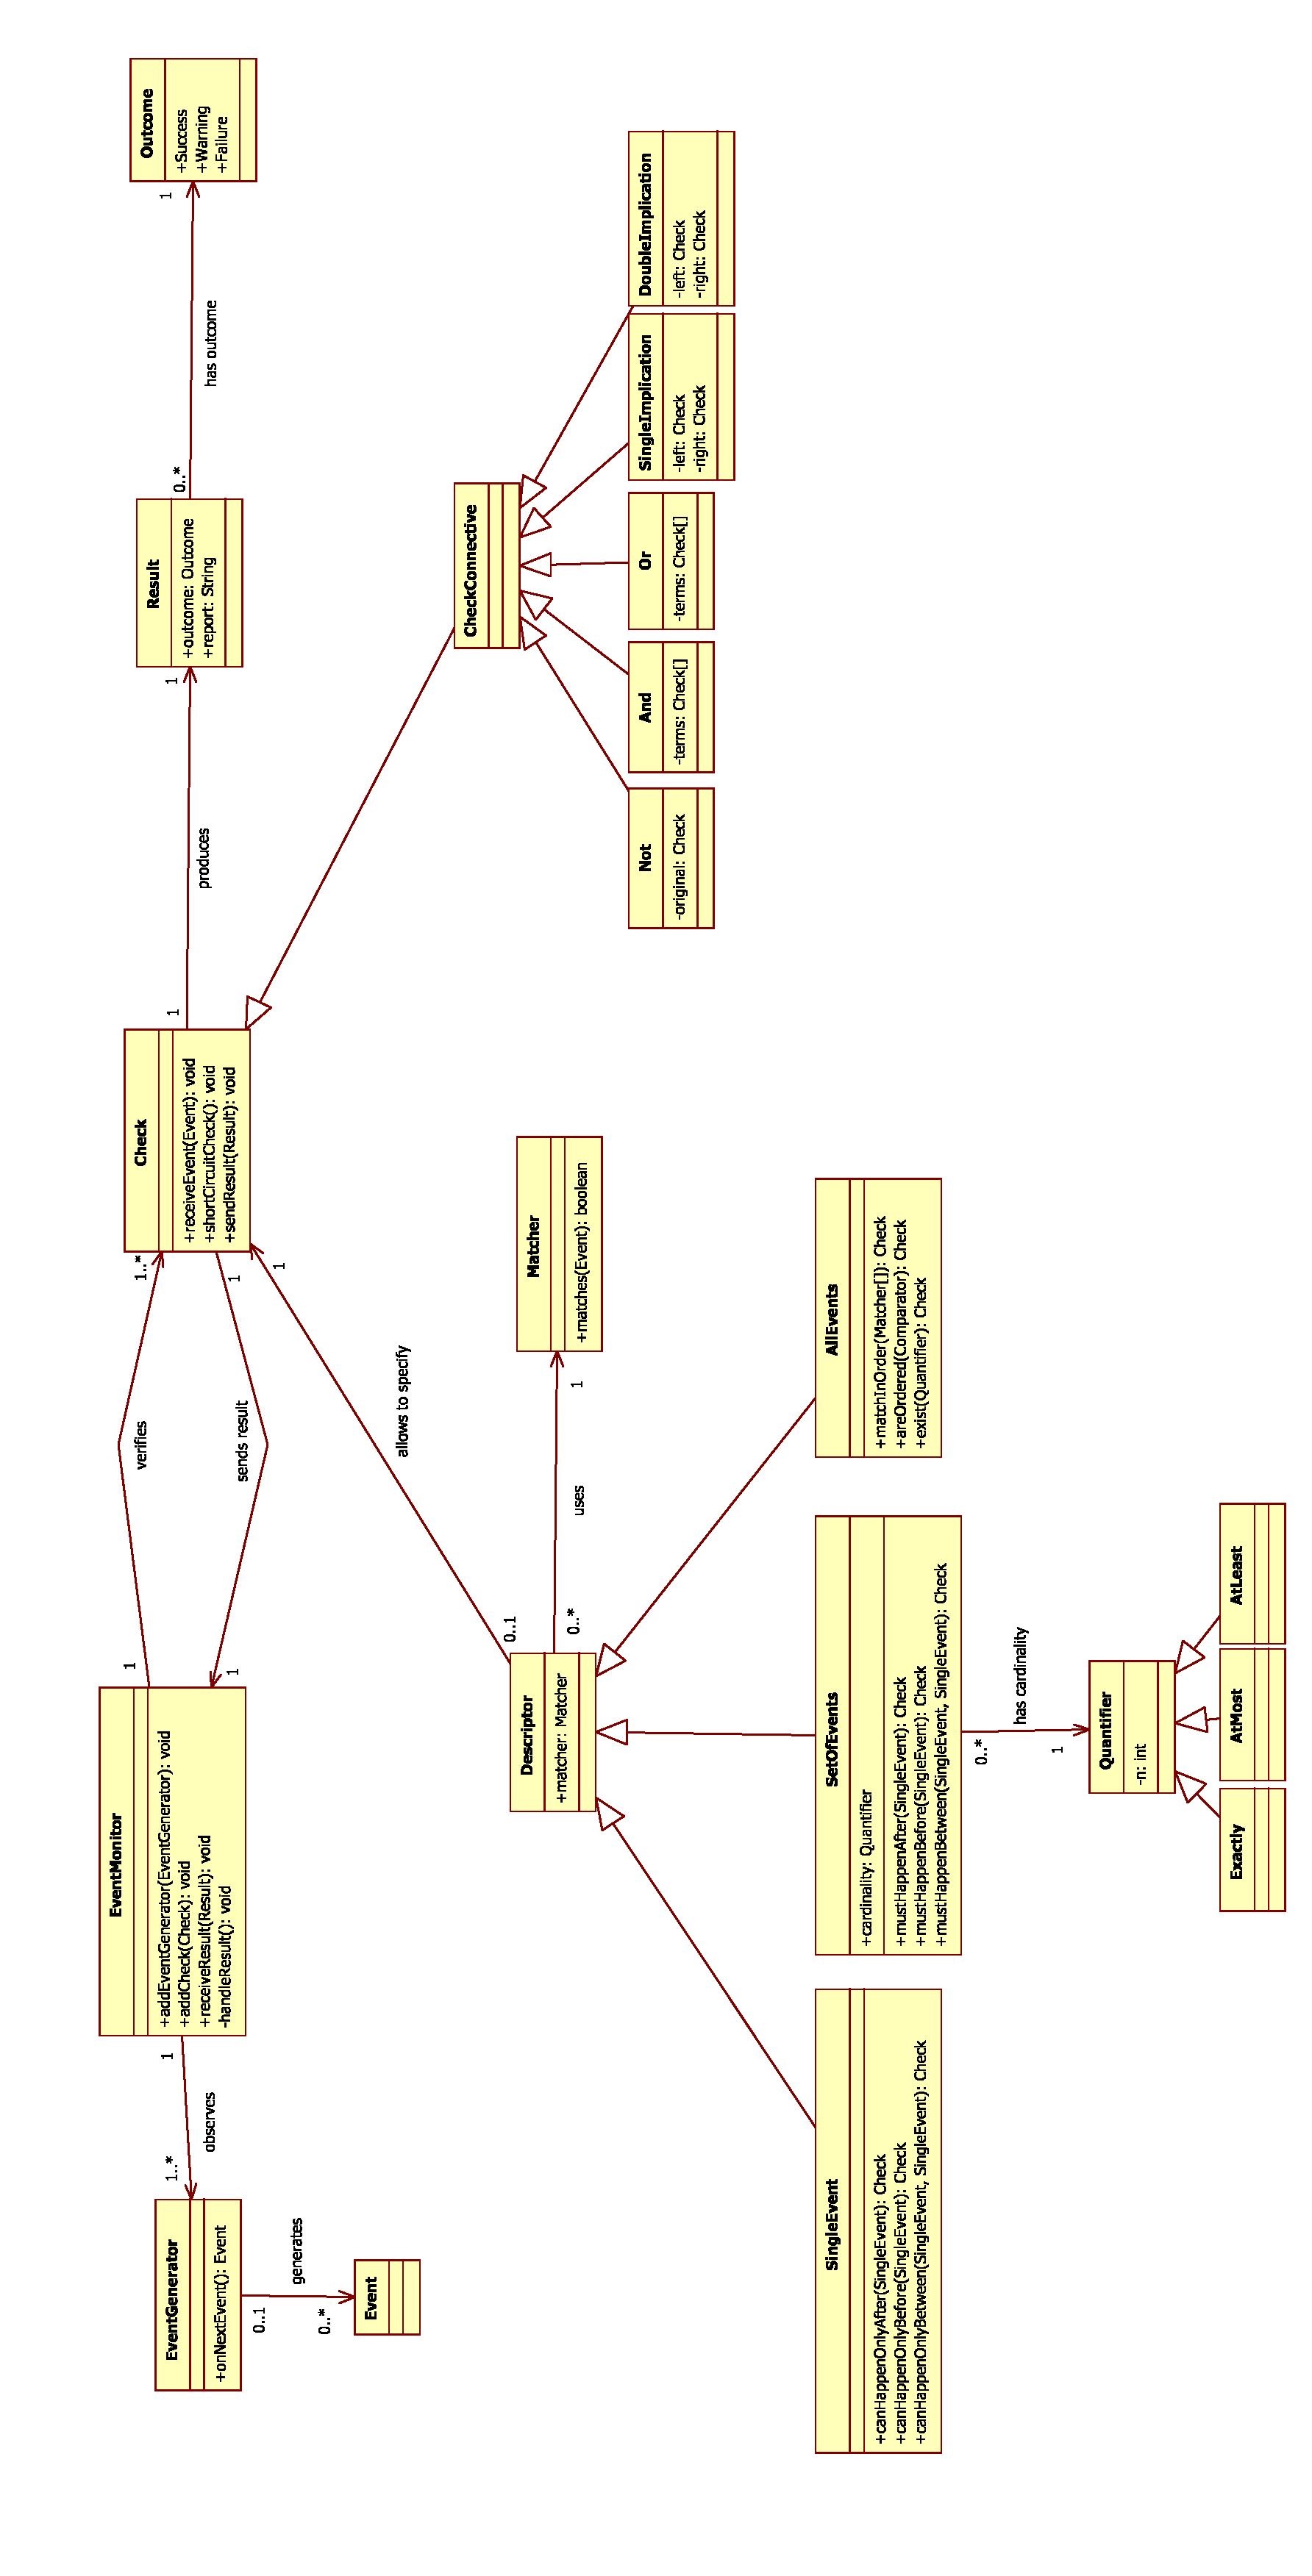 EventGenerator
+onNextEvent(): Event
0..1
generates
0..*
Event
1..*
observes
1
EventMonitor
+addEventGenerator(EventGenerator): void
+addCheck(Check): void
+receiveResult(Result): void
-handleResult(): void
1
verifies
1..*
1
sends result
1
Check
+receiveEvent(Event): void
+shortCircuitCheck(): void
+sendResult(Result): void
1
produces
1
Result
+outcome: Outcome
+report: String
0..*
has outcome
1
Outcome
+Success
+Warning
+Failure
1
allows to specify
0..1
Descriptor
+matcher: Matcher
0..*
uses
1
Matcher
+matches(Event): boolean
CheckConnective
Not
-original: Check
And
-terms: Check[]
Or
-terms: Check[]
SingleImplication
-left: Check
-right: Check
DoubleImplication
-left: Check
-right: Check
SingleEvent
+canHappenOnlyAfter(SingleEvent): Check
+canHappenOnlyBefore(SingleEvent): Check
+canHappenOnlyBetween(SingleEvent, SingleEvent): Check
SetOfEvents
+cardinality: Quantifier
+mustHappenAfter(SingleEvent): Check
+mustHappenBefore(SingleEvent): Check
+mustHappenBetween(SingleEvent, SingleEvent): Check
AllEvents
+matchInOrder(Matcher[]): Check
+areOrdered(Comparator): Check
+exist(Quantifier): Check
0..*
has cardinality
1
Quantifier
-n: int
Exactly
AtMost
AtLeast